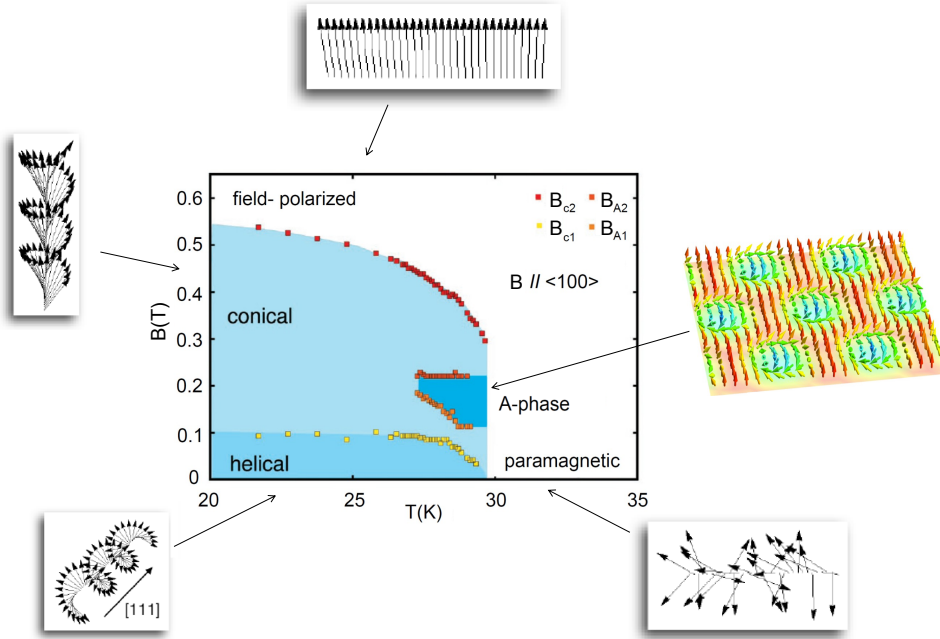 field- polarized
B_c2 B_A2
B_c1 B_A1
B // <100>
conical
A-phase
helical
paramagnetic
B(T)
0.6
0.5
0.4
0.3
0.2
0.1
0
20 25 30 35
T(K)
[111]